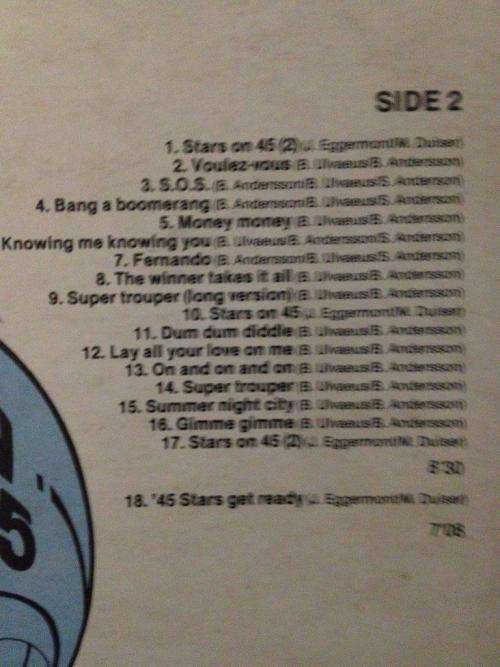 SIDE 2
1. Stars on 45 (2) (J. Eggermont/M. Duiser)
2. Voulez-vous (B. Ulvaeus/B. Andersson)
3. S.O.S. (B. Andersson/B. Ulvaeus/S. Anderson)
4. Bang a boomerang (B. Andersson/B. Ulvaeus/S. Anderson)
5. Money money (B. Ulvaeus/B. Andersson)
Knowing me knowing you (B. Ulvaeus/B. Andersson/S. Anderson)
7. Fernando (B. Andersson/B. Ulvaeus/S. Anderson)
8. The winner takes it all (B. Ulvaeus/B. Andersson)
9. Super trouper (long version) (B. Ulvaeus/B. Andersson)
10. Stars on 45 (J. Eggermont/M. Duiser)
11. Dum dum diddle (B. Ulvaeus/B. Andersson)
12. Lay all your love on me (B. Ulvaeus/B. Andersson)
13. On and on and on (B. Ulvaeus/B. Andersson)
14. Super trouper (B. Ulvaeus/B. Andersson)
15. Summer night city (B. Ulvaeus/B. Andersson)
16. Gimme gimme (B. Ulvaeus/B. Andersson)
17. Stars on 45 (2) (J. Eggermont/M. Duiser)
8'30
18. '45 Stars get ready (J. Eggermont/M. Duiser)
7'06
5